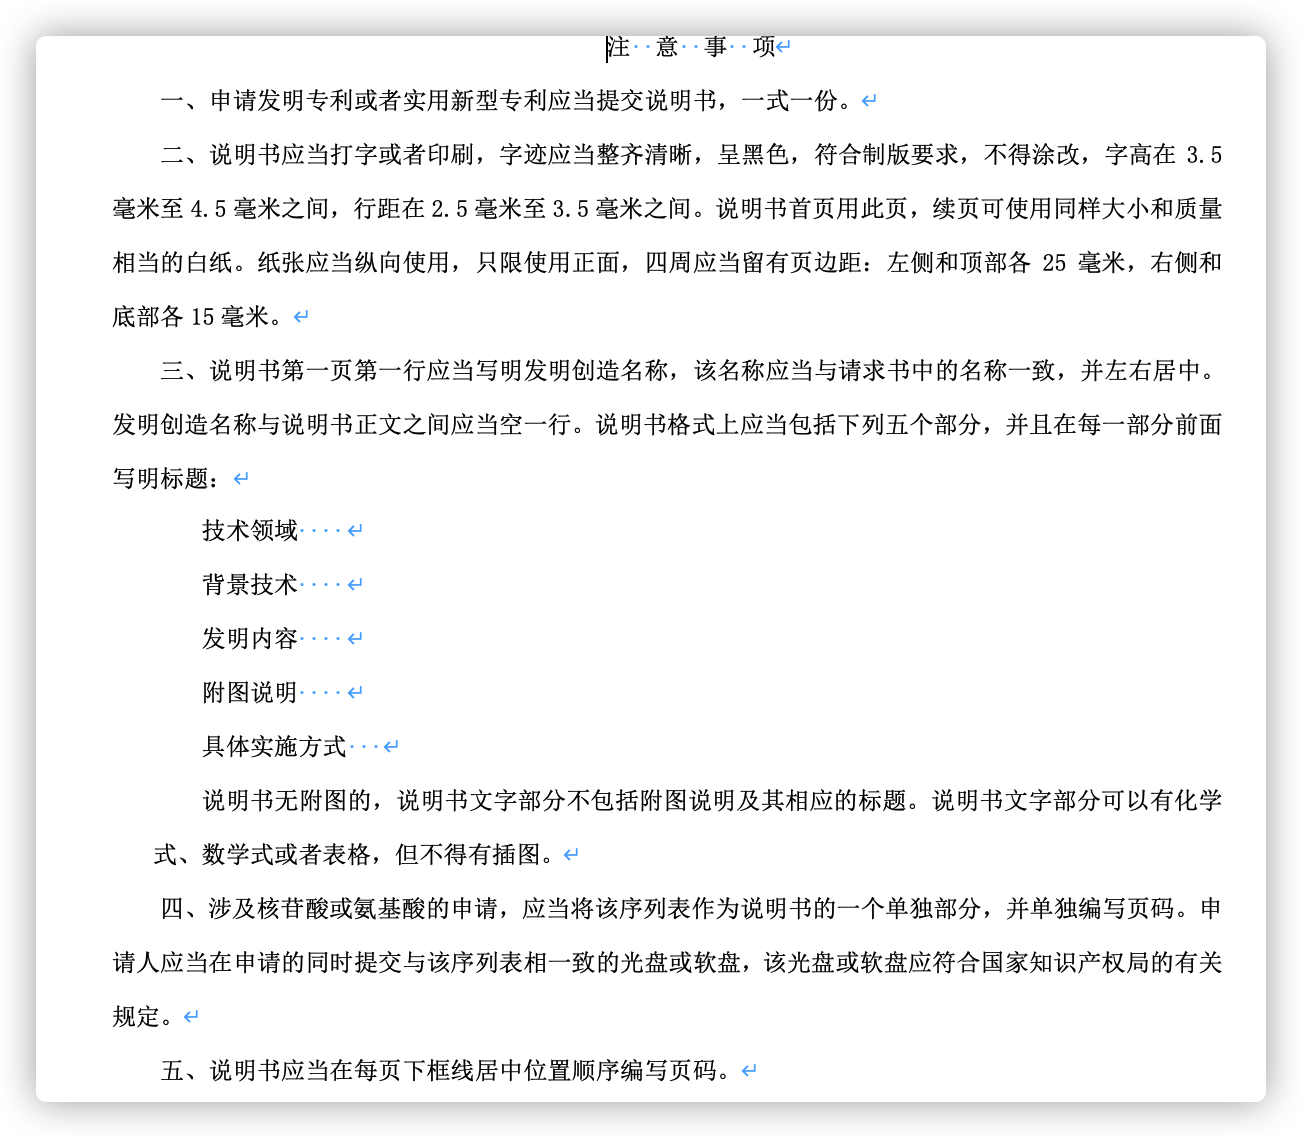 注 意 事 项
一、申请发明专利或者实用新型专利应当提交说明书，一式一份。
二、说明书应当打字或者印刷，字迹应当整齐清晰，呈黑色，符合制版要求，不得涂改，字高在 3.5
毫米至 4.5 毫米之间，行距在 2.5 毫米至 3.5 毫米之间。说明书首页用此页，续页可使用同样大小和质量
相当的白纸。纸张应当纵向使用，只限使用正面，四周应当留有页边距：左侧和顶部各 25 毫米，右侧和
底部各 15 毫米。
三、说明书第一页第一行应当写明发明创造名称，该名称应当与请求书中的名称一致，并左右居中。
发明创造名称与说明书正文之间应当空一行。说明书格式上应当包括下列五个部分，并且在每一部分前面
写明标题：
技术领域
背景技术
发明内容
附图说明
具体实施方式
说明书无附图的，说明书文字部分不包括附图说明及其相应的标题。说明书文字部分可以有化学
式、数学式或者表格，但不得有插图。
四、涉及核苷酸或氨基酸的申请，应当将该序列表作为说明书的一个单独部分，并单独编写页码。申
请人应当在申请的同时提交与该序列表相一致的光盘或软盘，该光盘或软盘应符合国家知识产权局的有关
规定。
五、说明书应当在每页下框线居中位置顺序编写页码。